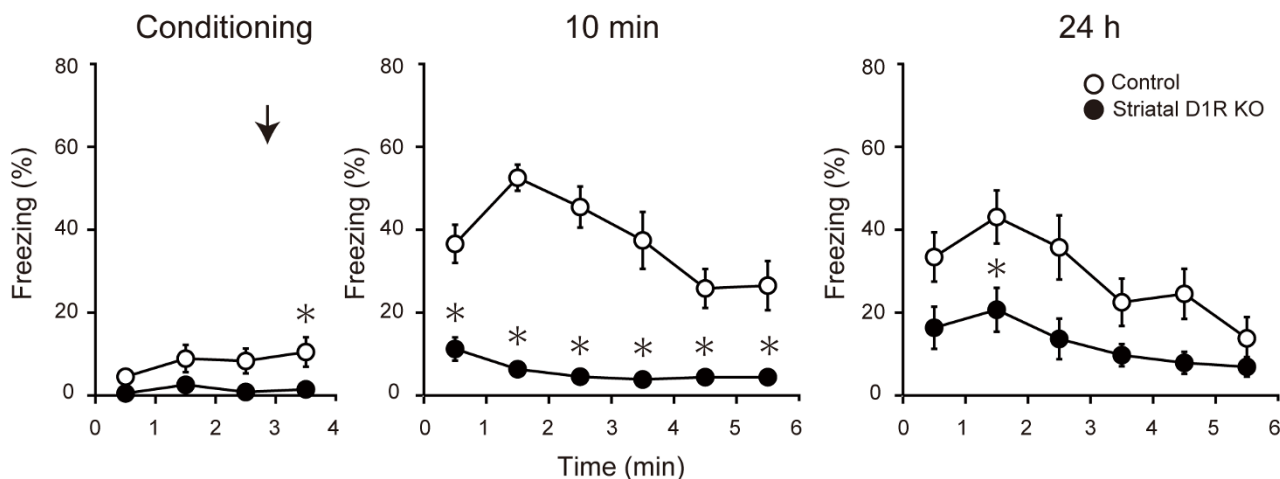 Conditioning
10 min
24 h
Freezing (%)
80
60
40
20
0
*
0 1 2 3 4
Freezing (%)
80
60
40
20
0
* * * * * *
0 1 2 3 4 5 6
Freezing (%)
80
60
40
20
0
*
0 1 2 3 4 5 6
Control
Striatal D1R KO
Time (min)